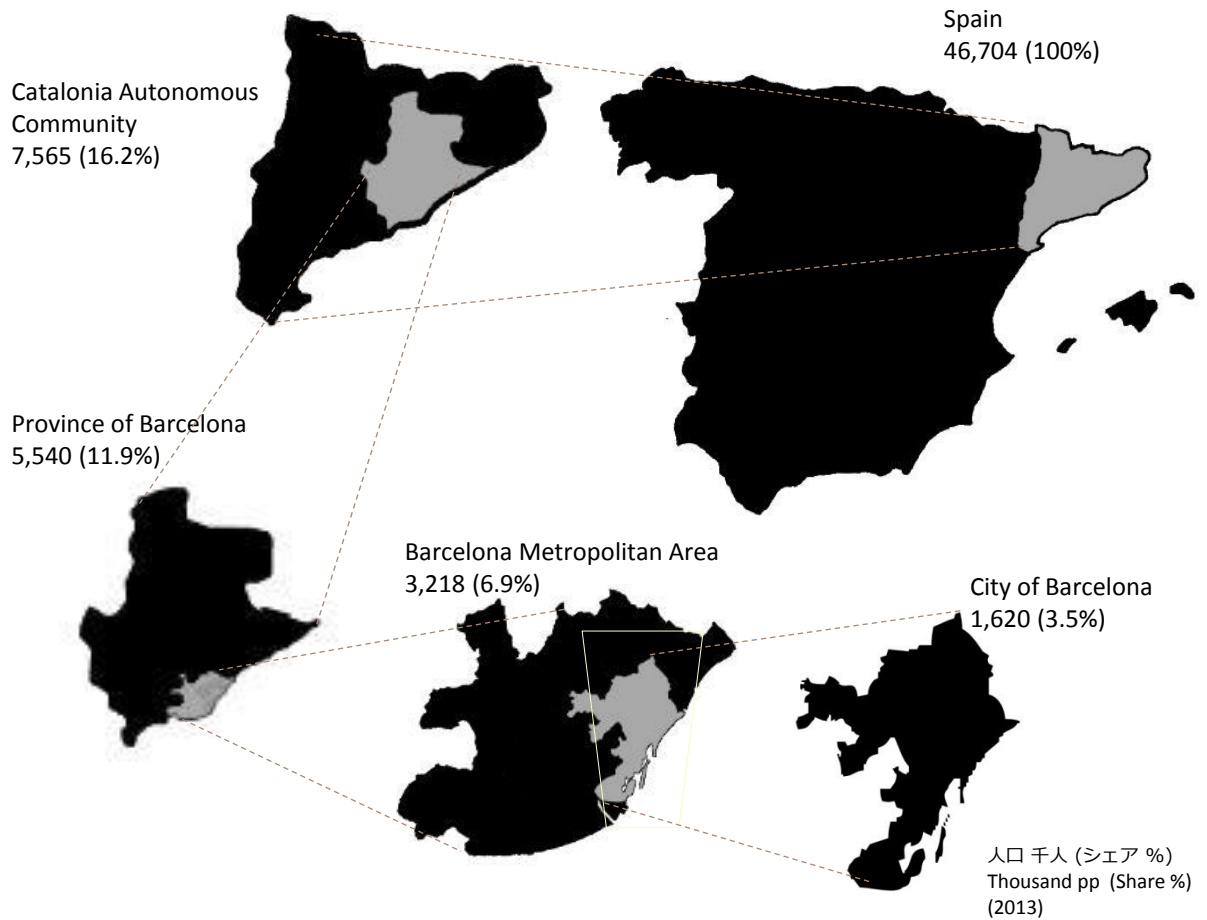 Spain
46,704 (100%)
Catalonia Autonomous
Community
7,565 (16.2%)
Province of Barcelona
5,540 (11.9%)
Barcelona Metropolitan Area
3,218 (6.9%)
City of Barcelona
1,620 (3.5%)
人口 千人 (シェア %)
Thousand pp (Share %)
(2013)